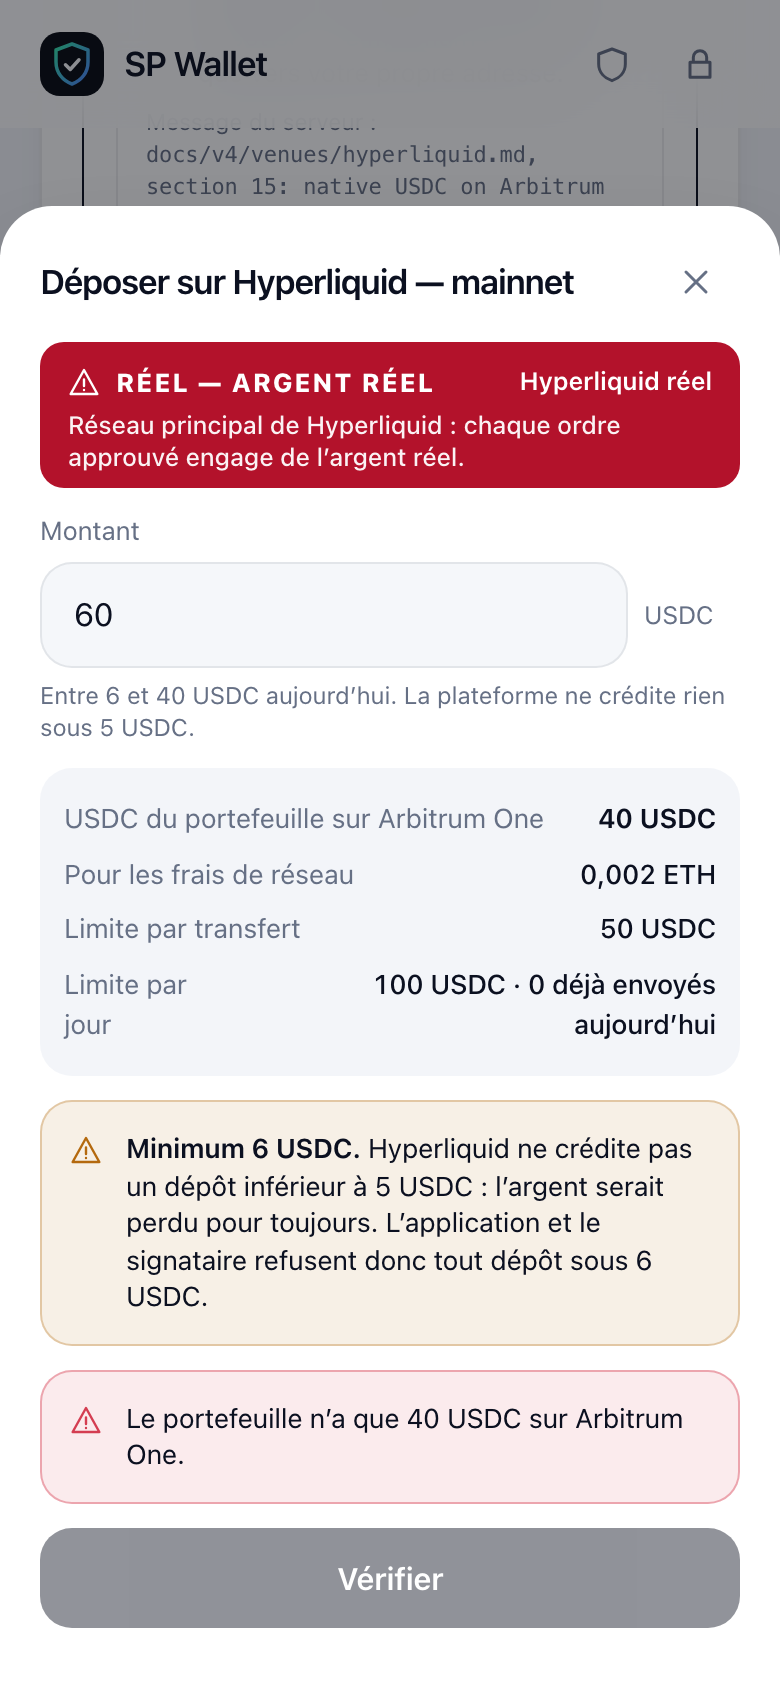 SP Wallet
Message du serveur :
docs/v4/venues/hyperliquid.md,
section 15: native USDC on Arbitrum
Déposer sur Hyperliquid — mainnet
RÉEL — ARGENT RÉEL
Hyperliquid réel
Réseau principal de Hyperliquid : chaque ordre
approuvé engage de l’argent réel.
Montant
60
USDC
Entre 6 et 40 USDC aujourd’hui. La plateforme ne crédite rien
sous 5 USDC.
USDC du portefeuille sur Arbitrum One
40 USDC
Pour les frais de réseau
0,002 ETH
Limite par transfert
50 USDC
Limite par
jour
100 USDC · 0 déjà envoyés
aujourd’hui
Minimum 6 USDC. Hyperliquid ne crédite pas
un dépôt inférieur à 5 USDC : l’argent serait
perdu pour toujours. L’application et le
signataire refusent donc tout dépôt sous 6
USDC.
Le portefeuille n’a que 40 USDC sur Arbitrum
One.
Vérifier